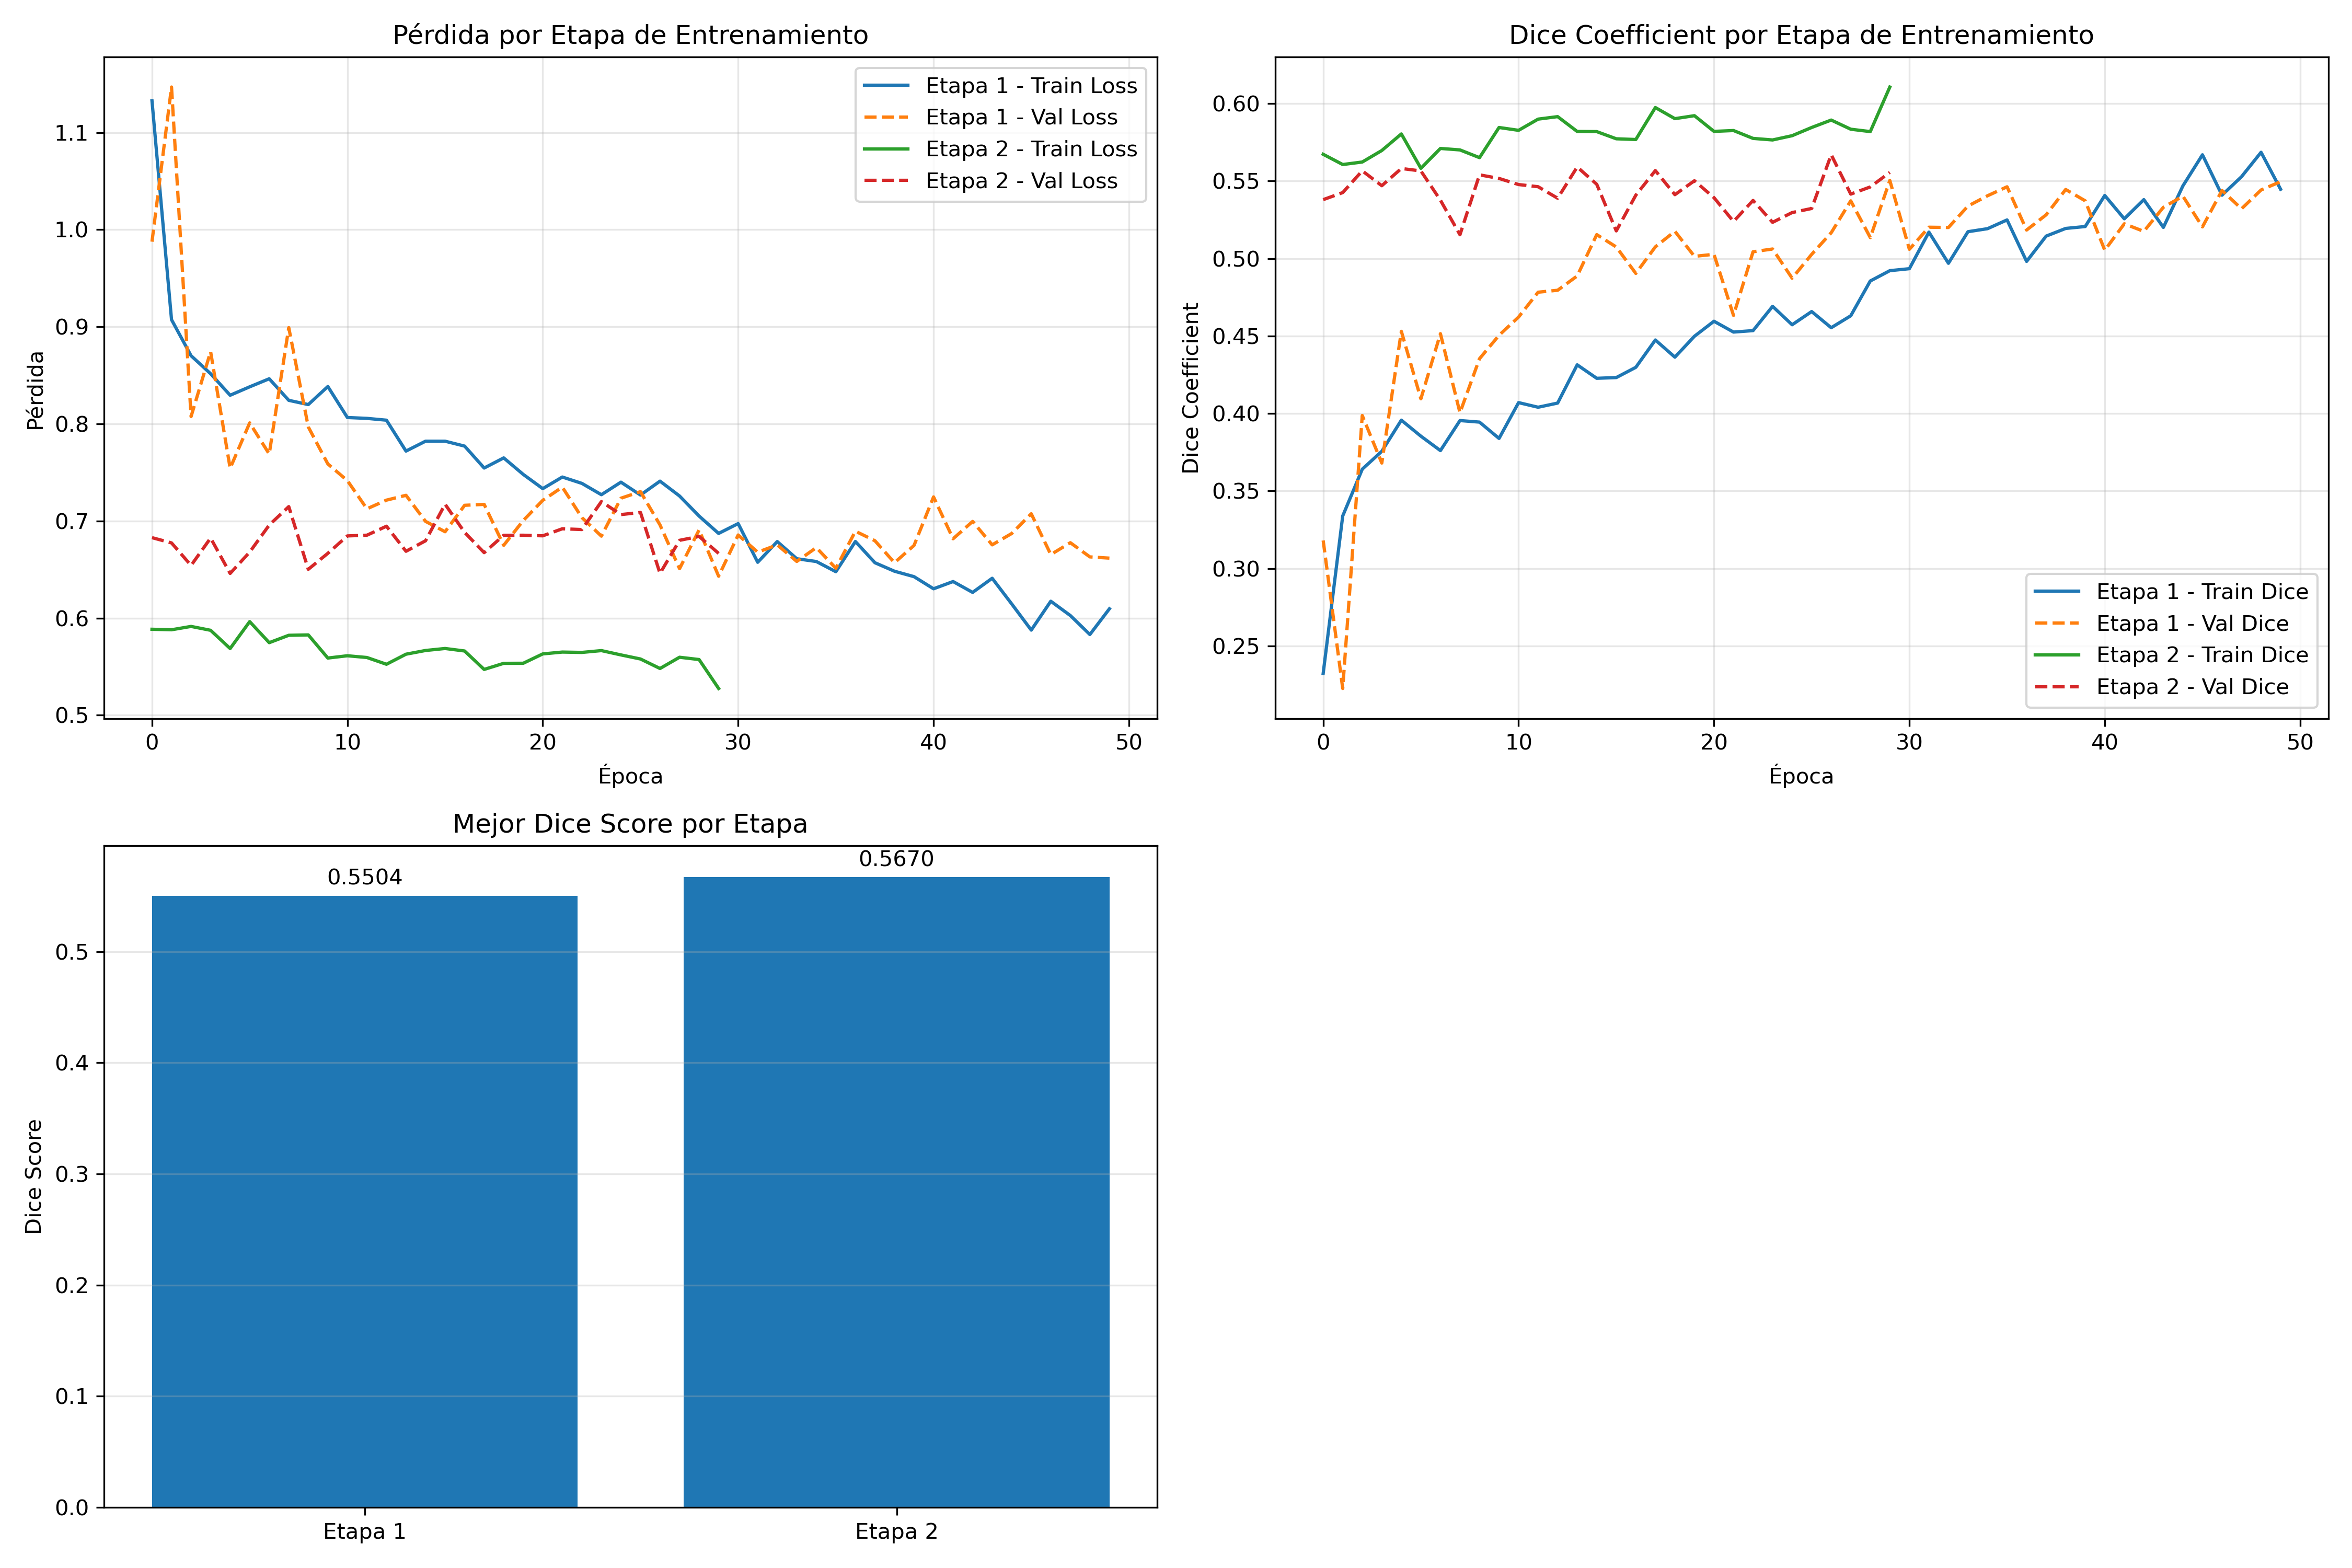 Pérdida por Etapa de Entrenamiento
Pérdida
1.1
1.0
0.9
0.8
0.7
0.6
0.5
Etapa 1 - Train Loss
Etapa 1 - Val Loss
Etapa 2 - Train Loss
Etapa 2 - Val Loss
0 10 20 30 40 50
Época
Dice Coefficient por Etapa de Entrenamiento
Dice Coefficient
0.60
0.55
0.50
0.45
0.40
0.35
0.30
0.25
Etapa 1 - Train Dice
Etapa 1 - Val Dice
Etapa 2 - Train Dice
Etapa 2 - Val Dice
0 10 20 30 40 50
Época
Mejor Dice Score por Etapa
Dice Score
0.5504 0.5670
0.5
0.4
0.3
0.2
0.1
0.0
Etapa 1 Etapa 2